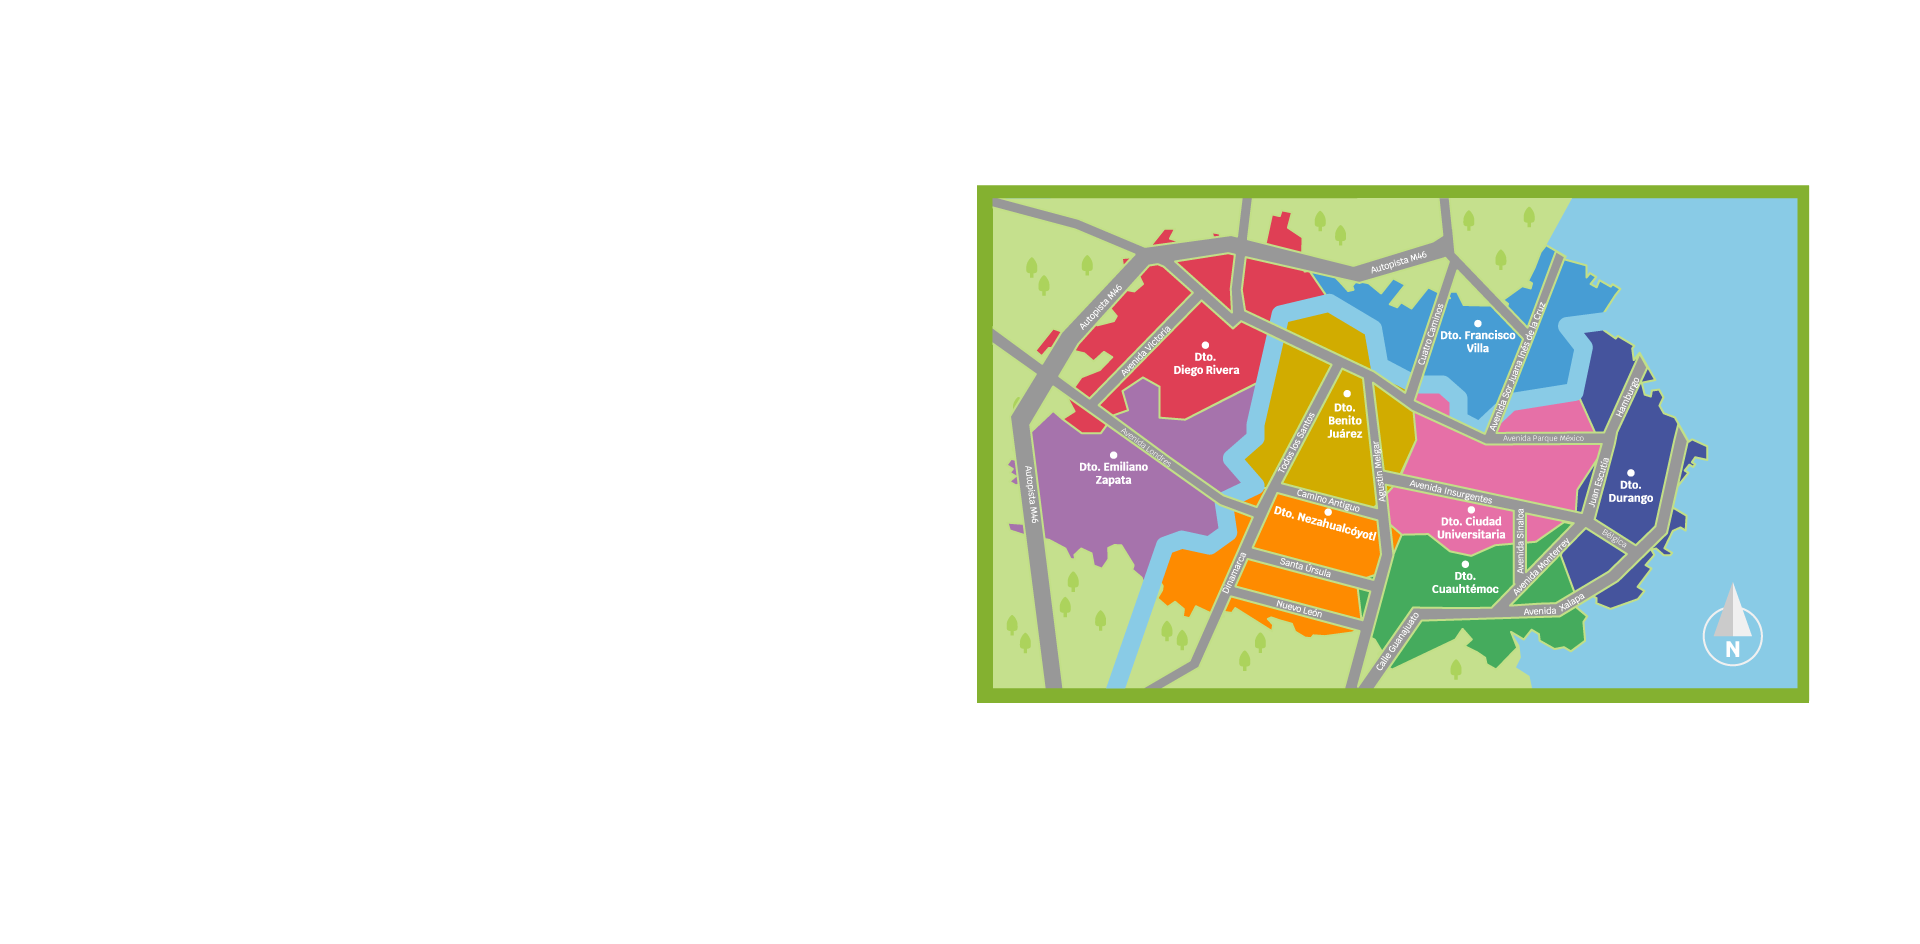 Autopista M46
Autopista M46
Cuatro Caminos
Avenida Sor Juana Inés de la Cruz
Dto. Francisco
Villa
Avenida Victoria
Dto.
Diego Rivera
Hamburgo
Dto.
Benito
Juárez
Todos los Santos
Avenida Londres
Avenida Parque México
Dto. Emiliano
Zapata
Agustín Melgar
Autopista M46
Juan Escutia
Dto.
Durango
Avenida Insurgentes
Camino Antiguo
Dto. Nezahualcóyotl
Dto. Ciudad
Universitaria
Avenida Sinaloa
Bélgica
Avenida Monterrey
Santa Úrsula
Dinamarca
Dto.
Cuauhtémoc
Nuevo León
Avenida Xalapa
Calle Guanajuato
N